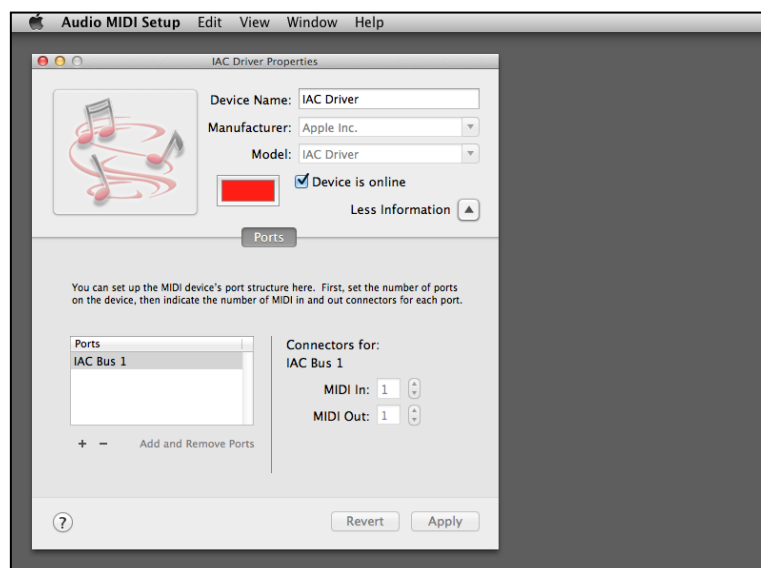 Audio MIDI Setup Edit View Window Help
IAC Driver Properties
Device Name: IAC Driver
Manufacturer: Apple Inc.
Model: IAC Driver
Device is online
Less Information
Ports
You can set up the MIDI device's port structure here. First, set the number of ports
on the device, then indicate the number of MIDI in and out connectors for each port.
Ports
IAC Bus 1
+ - Add and Remove Ports
Connectors for:
IAC Bus 1
MIDI In: 1
MIDI Out: 1
? Revert Apply